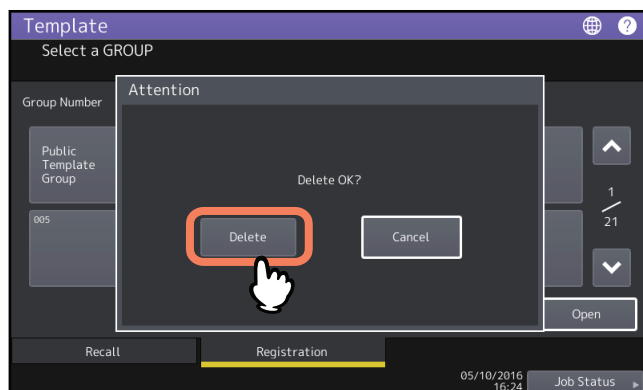 Template
Select a GROUP
Attention
Group Number
Public
Template
Group
Delete OK?
1
21
005
Delete
Cancel
Open
Recall
Registration
05/10/2016
16:24
Job Status